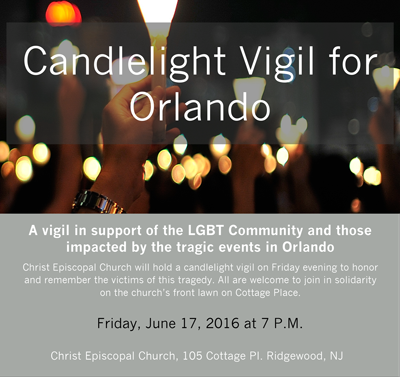 Candlelight Vigil for
Orlando
A vigil in support of the LGBT Community and those
impacted by the tragic events in Orlando
Christ Episcopal Church will hold a candlelight vigil on Friday evening to honor
and remember the victims of this tragedy. All are welcome to join in solidarity
on the church's front lawn on Cottage Place.
Friday, June 17, 2016 at 7 P.M.
Christ Episcopal Church, 105 Cottage Pl. Ridgewood, NJ